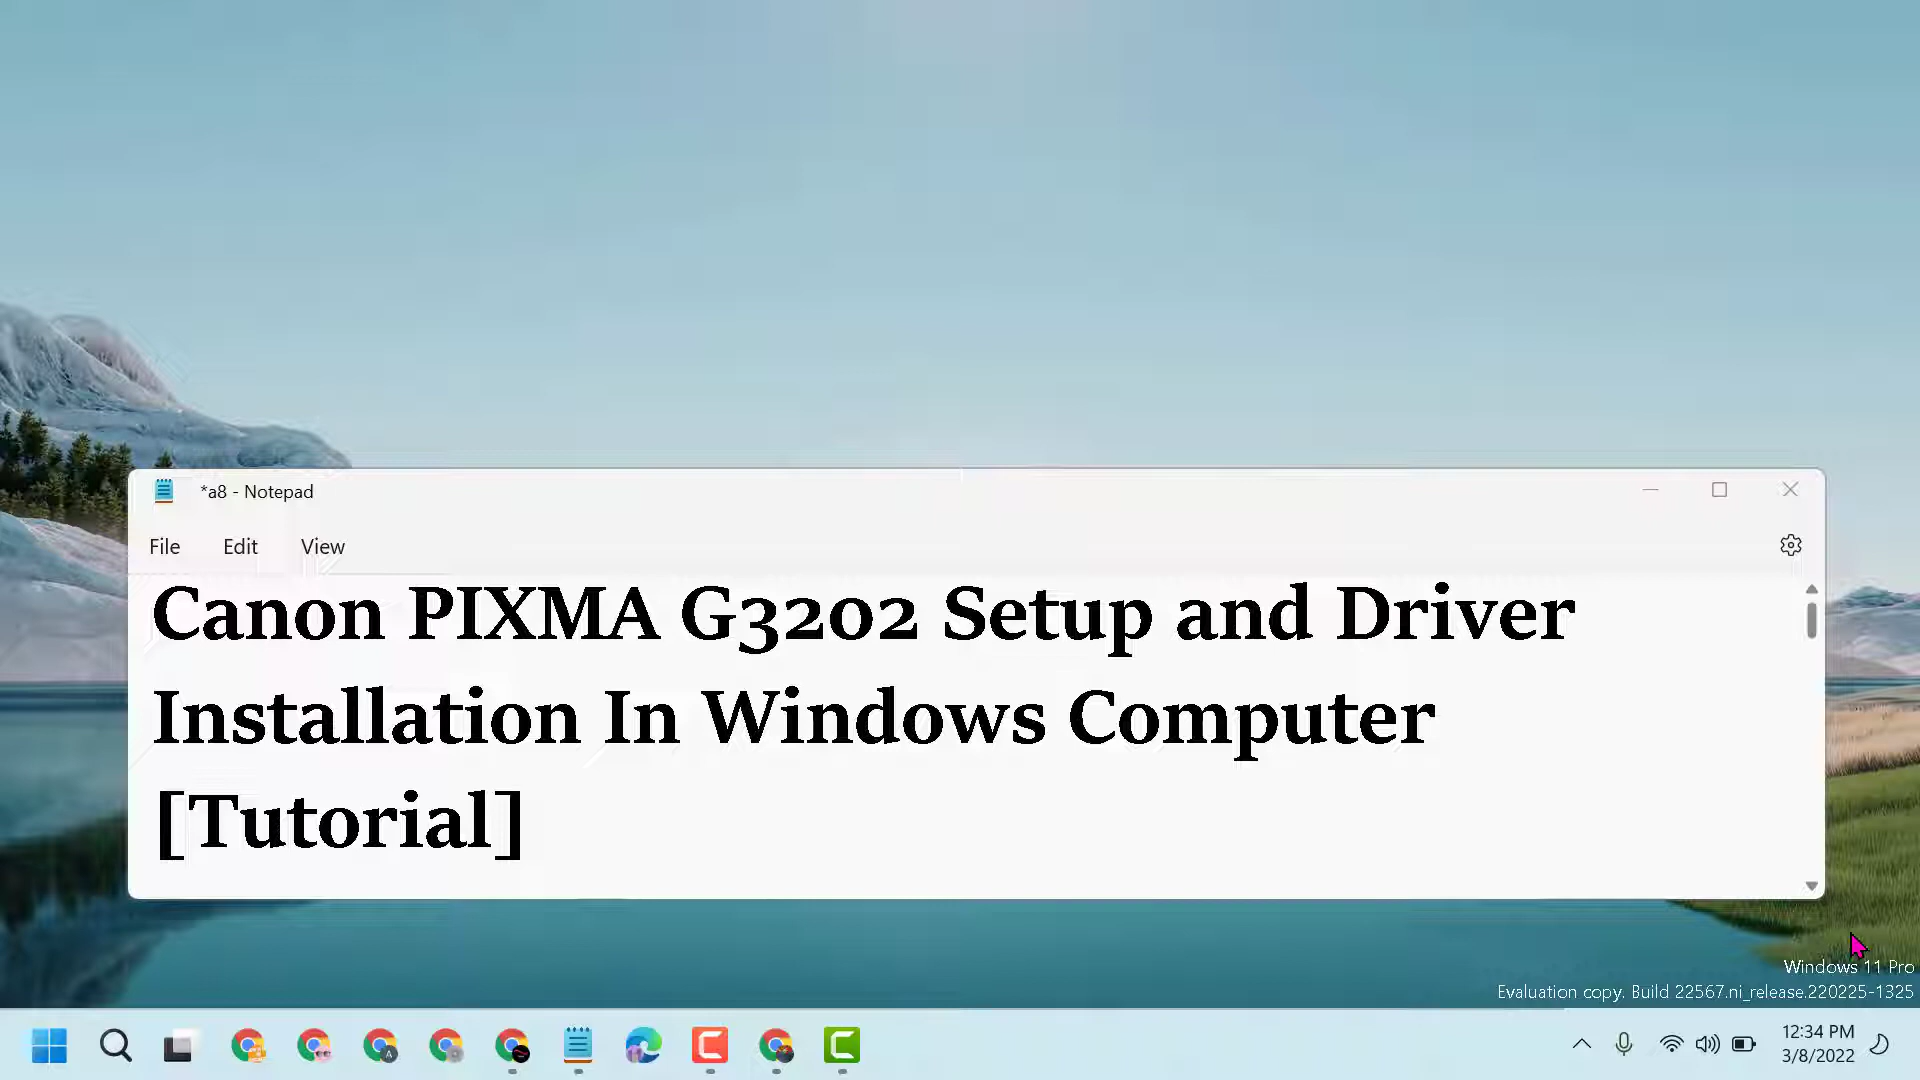 *a8 - Notepad
File Edit View
Canon PIXMA G3202 Setup and Driver
Installation In Windows Computer
[Tutorial]
Windows 11 Pro
Evaluation copy. Build 22567.ni_release.220225-1325
12:34 PM
3/8/2022